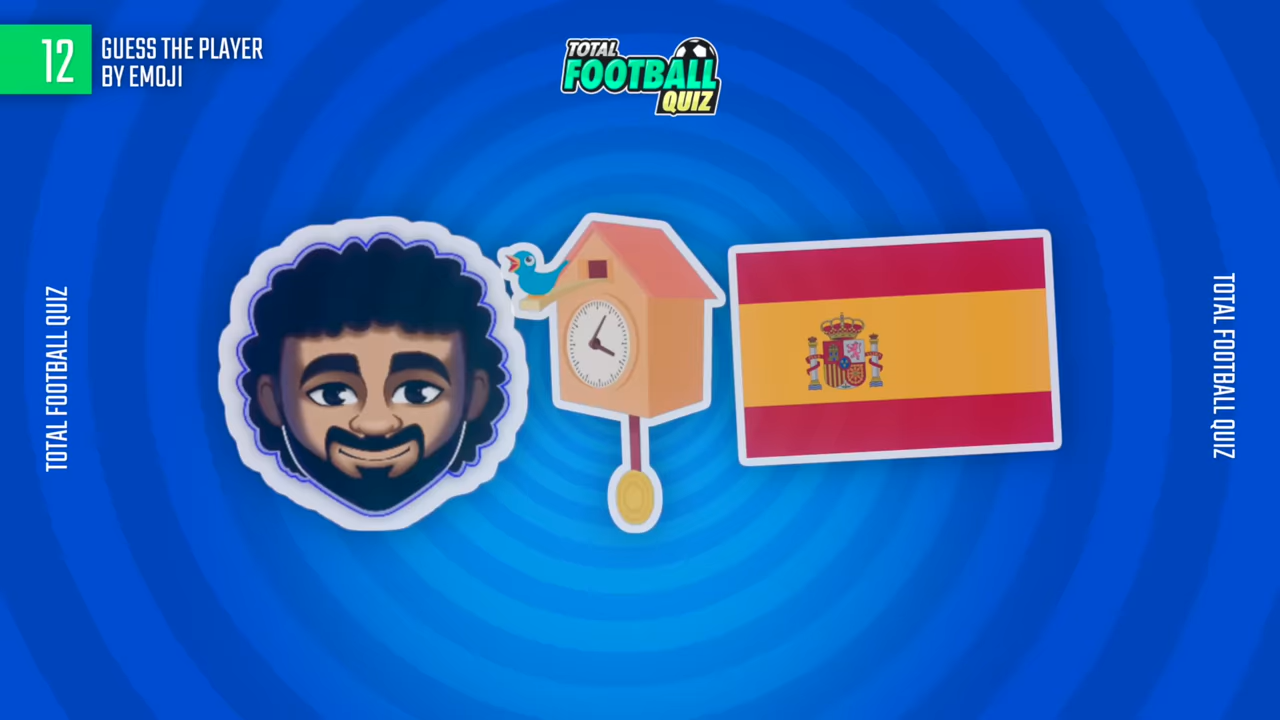 12
GUESS THE PLAYER
BY EMOJI
TOTAL
FOOTBALL
QUIZ
TOTAL FOOTBALL QUIZ
TOTAL FOOTBALL QUIZ